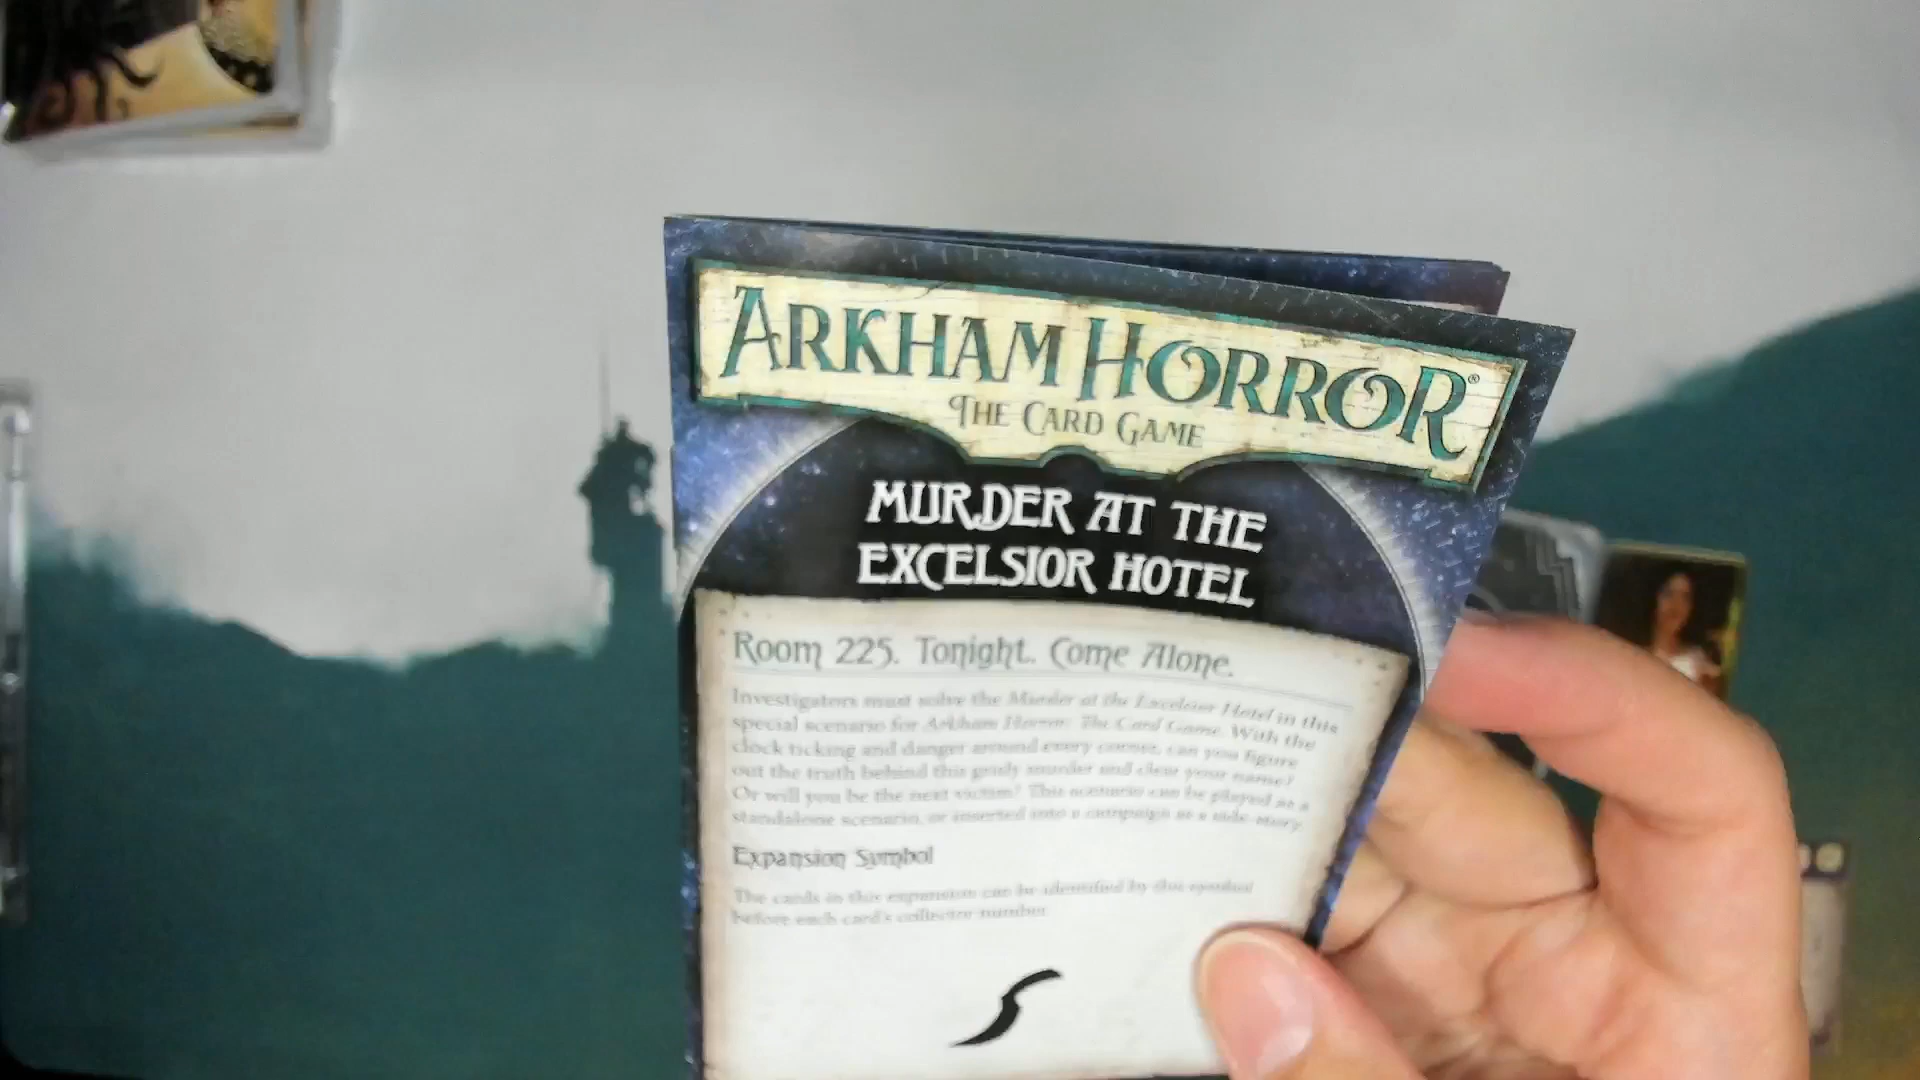 ARKHAM HORROR®
THE CARD GAME
MURDER AT THE
EXCELSIOR HOTEL
Room 225. Tonight. Come Alone.
Investigators must solve the Murder at the Excelsior Hotel in this
special scenario for Arkham Horror: The Card Game. With the
clock ticking and danger around every corner, can you figure
out the truth behind this grisly murder and clear your name?
Or will you be the next victim? This scenario can be played as a
standalone scenario, or inserted into a campaign as a side-story.
Expansion Symbol
The cards in this expansion can be identified by this symbol
before each card's collector number.